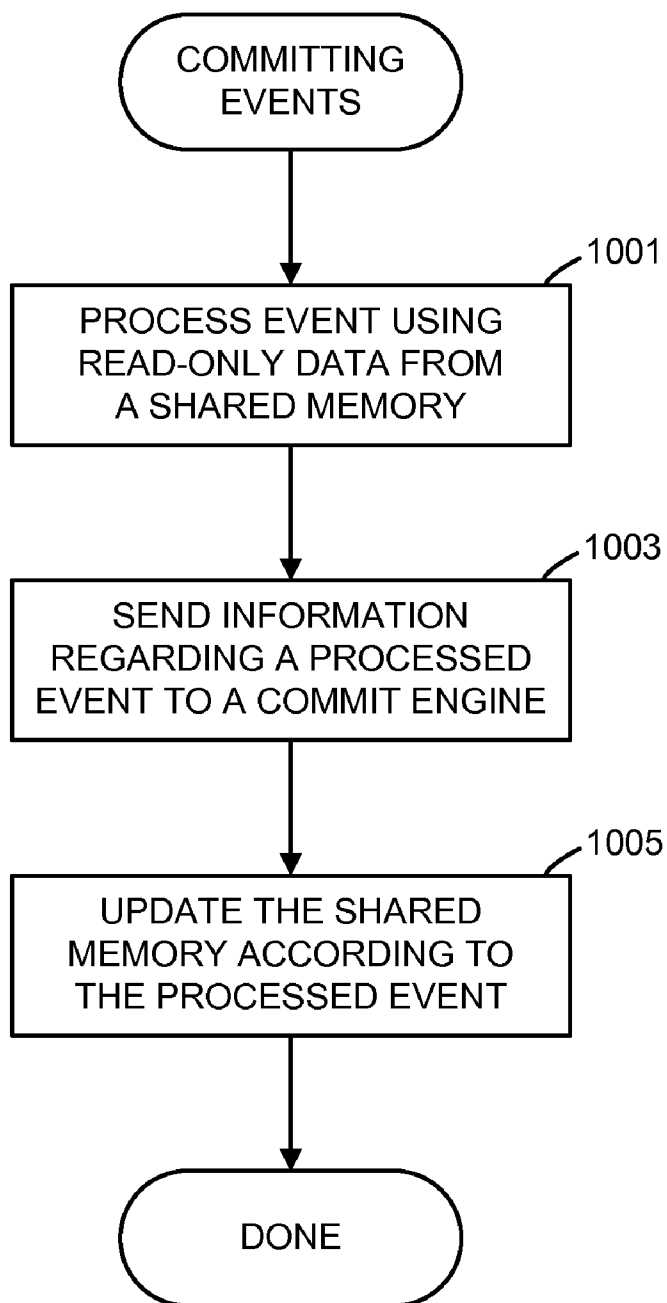 COMMITTING
EVENTS
1001
PROCESS EVENT USING
READ-ONLY DATA FROM
A SHARED MEMORY
1003
SEND INFORMATION
REGARDING A PROCESSED
EVENT TO A COMMIT ENGINE
1005
UPDATE THE SHARED
MEMORY ACCORDING TO
THE PROCESSED EVENT
DONE